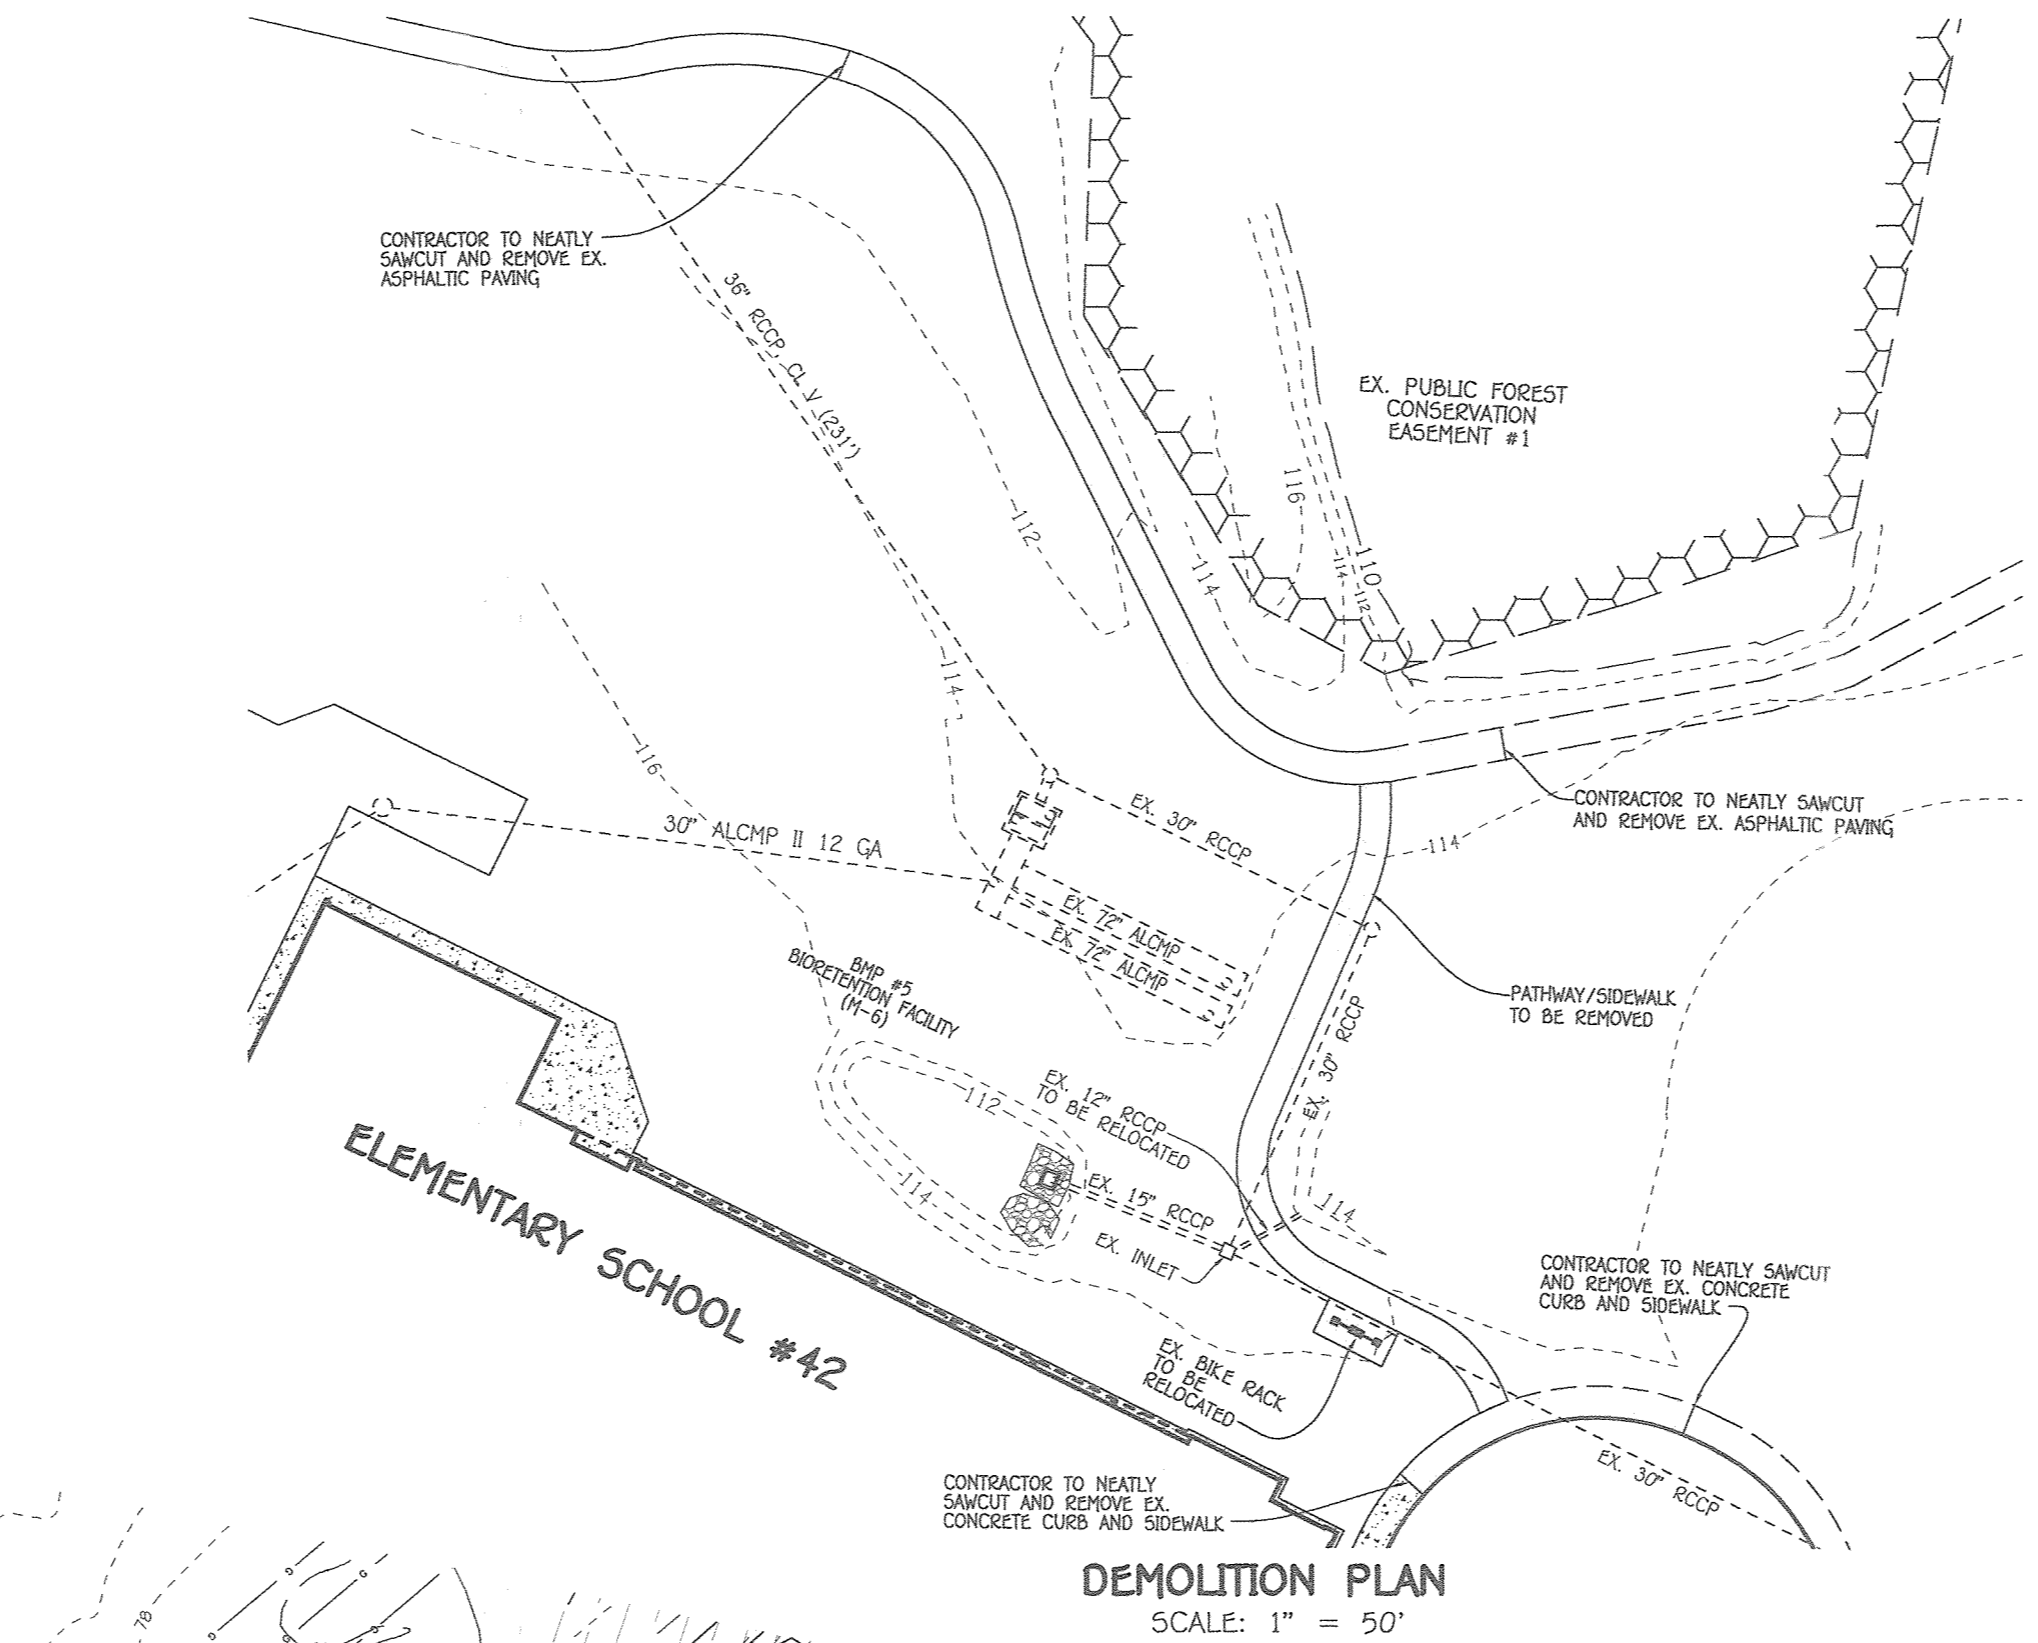 CONTRACTOR TO NEATLY
SAWCUT AND REMOVE EX.
ASPHALTIC PAVING
36" RCCP, CL V (231')
EX. PUBLIC FOREST
CONSERVATION
EASEMENT #1
116
112
114
110
114
112
114
116
30" ALCMP II 12 GA
EX. 30" RCCP
CONTRACTOR TO NEATLY SAWCUT
AND REMOVE EX. ASPHALTIC PAVING
114
EX. 72" ALCMP
EX. 72" ALCMP
BMP #5
BIORETENTION FACILITY
(M-6)
PATHWAY/SIDEWALK
TO BE REMOVED
EX. 30" RCCP
112
EX. 12" RCCP
TO BE RELOCATED
114
EX. 15" RCCP
114
EX. INLET
ELEMENTARY SCHOOL #42
CONTRACTOR TO NEATLY SAWCUT
AND REMOVE EX. CONCRETE
CURB AND SIDEWALK
EX. BIKE RACK
TO BE
RELOCATED
EX. 30" RCCP
CONTRACTOR TO NEATLY
SAWCUT AND REMOVE EX.
CONCRETE CURB AND SIDEWALK
DEMOLITION PLAN
SCALE: 1" = 50'
78